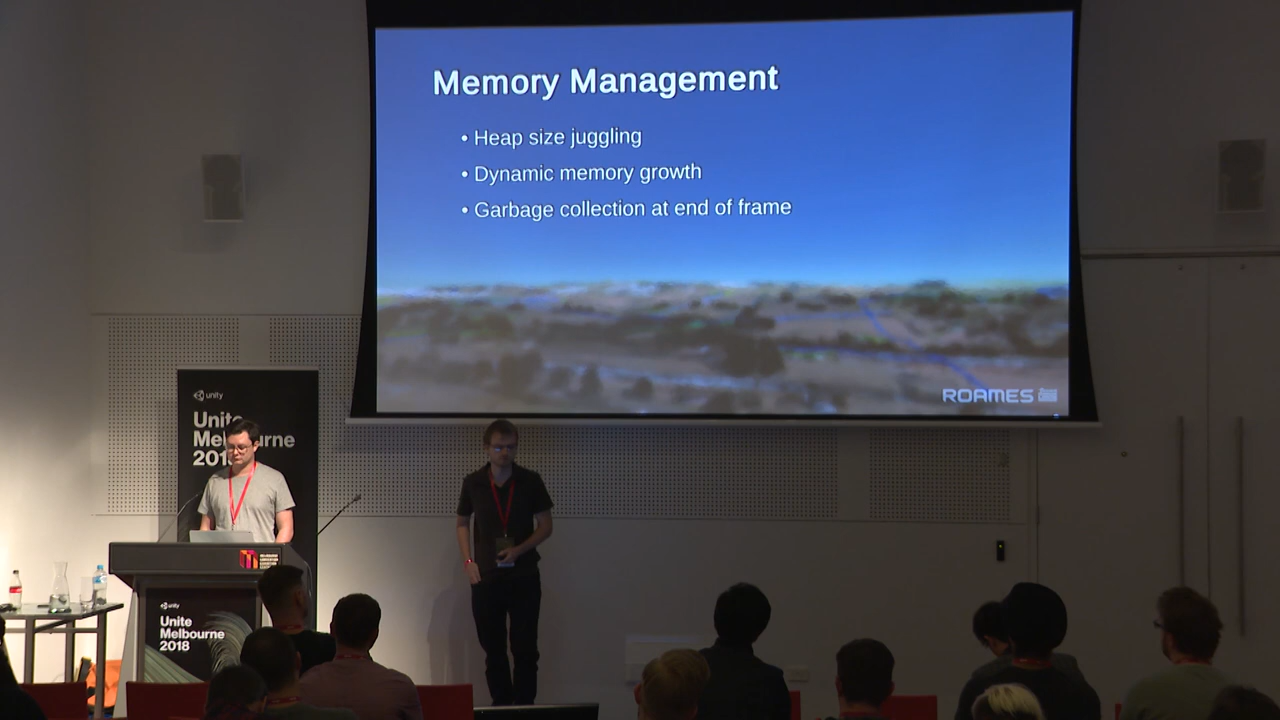 Memory Management
• Heap size juggling
• Dynamic memory growth
• Garbage collection at end of frame
ROAMES
unity
Unite
Melbourne
2018
unity
Unite
Melbourne
2018